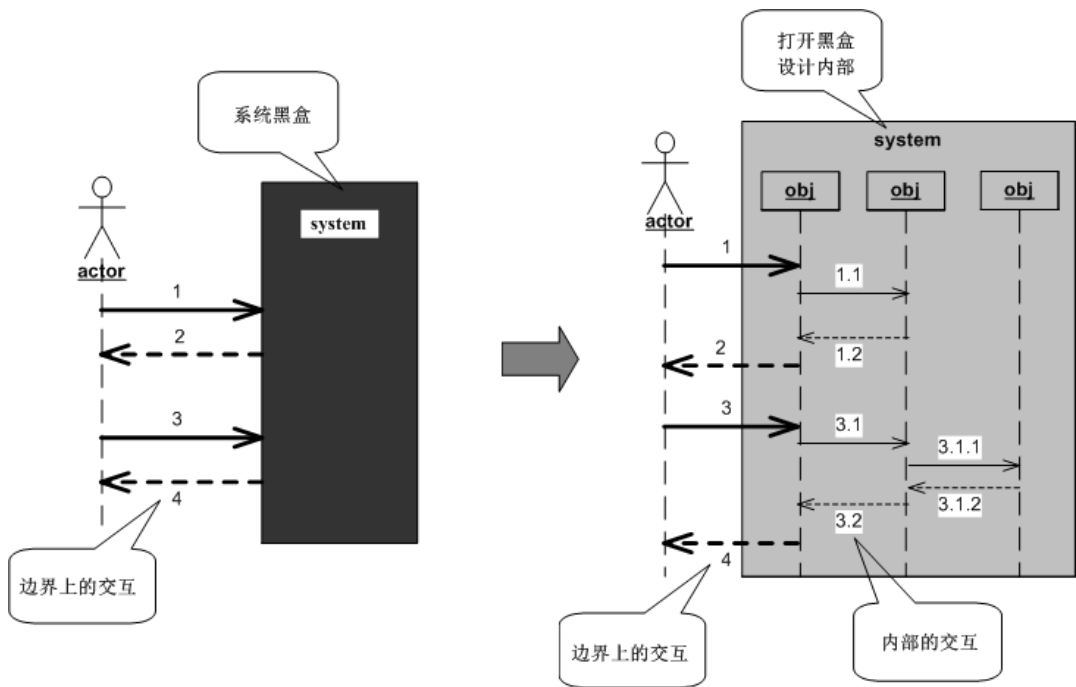 系统黑盒
system
actor
1
2
3
4
边界上的交互
打开黑盒
设计内部
system
obj
obj
obj
actor
1
1.1
1.2
2
3
3.1
3.1.1
3.1.2
3.2
4
边界上的交互
内部的交互